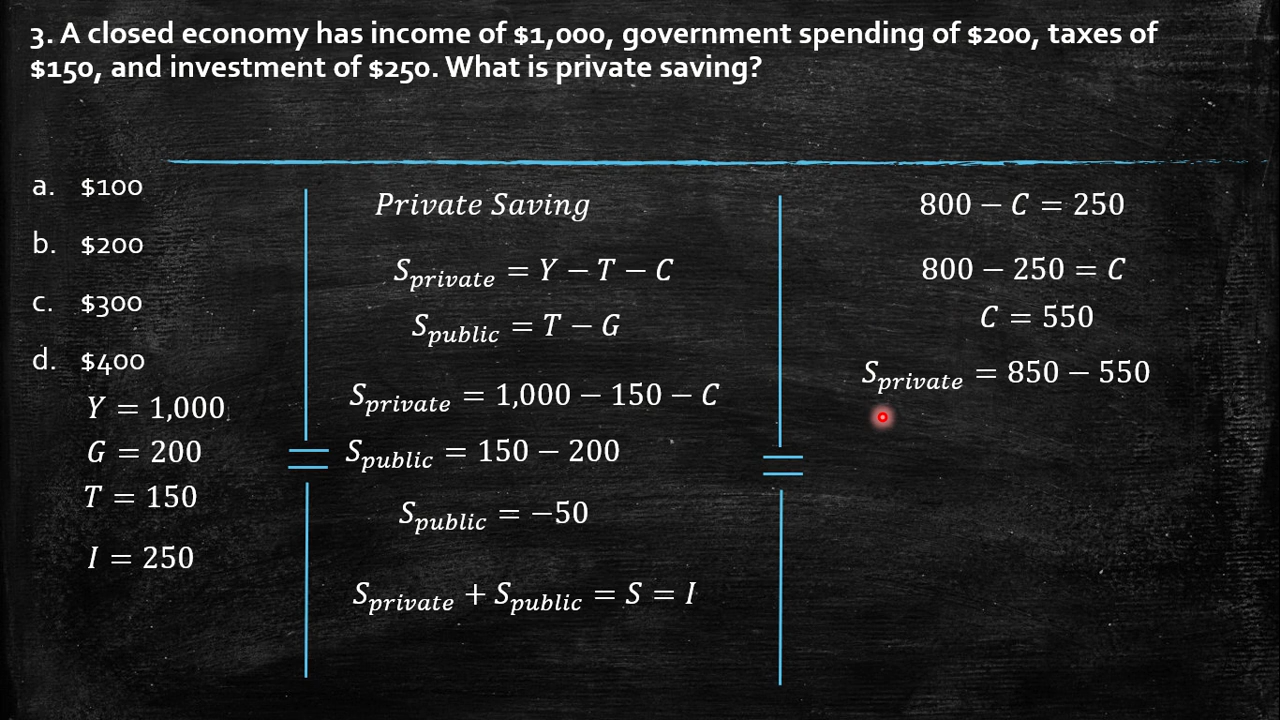 3. A closed economy has income of $1,000, government spending of $200, taxes of
$150, and investment of $250. What is private saving?
a. $100
b. $200
c. $300
d. $400
Y = 1,000
G = 200
T = 150
I = 250
Private Saving
S_private = Y − T − C
S_public = T − G
S_private = 1,000 − 150 − C
S_public = 150 − 200
S_public = −50
S_private + S_public = S = I
800 − C = 250
800 − 250 = C
C = 550
S_private = 850 − 550